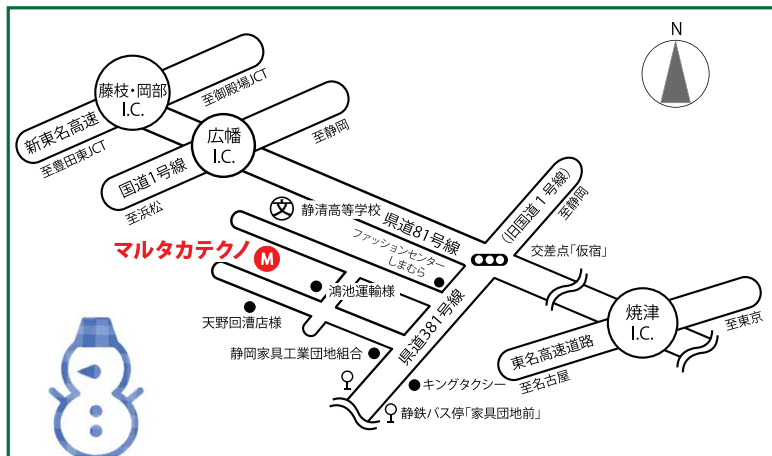 N
藤枝・岡部
I.C.
至御殿場JCT
新東名高速
至豊田東JCT
広幡
I.C.
至静岡
国道1号線
至浜松
文
静清高等学校
県道81号線
(旧国道1号線)
至静岡
ファッションセンター
しまむら
交差点「仮宿」
マルタカテクノ
M
鴻池運輸様
天野回漕店様
県道381号線
静岡家具工業団地組合
キングタクシー
静鉄バス停「家具団地前」
焼津
I.C.
至東京
東名高速道路
至名古屋